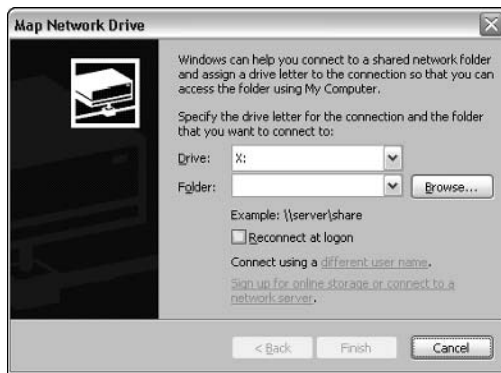 Map Network Drive
Windows can help you connect to a shared network folder
and assign a drive letter to the connection so that you can
access the folder using My Computer.
Specify the drive letter for the connection and the folder
that you want to connect to:
Drive: X:
Folder: Browse...
Example: \\server\share
Reconnect at logon
Connect using a different user name.
Sign up for online storage or connect to a
network server.
< Back Finish Cancel